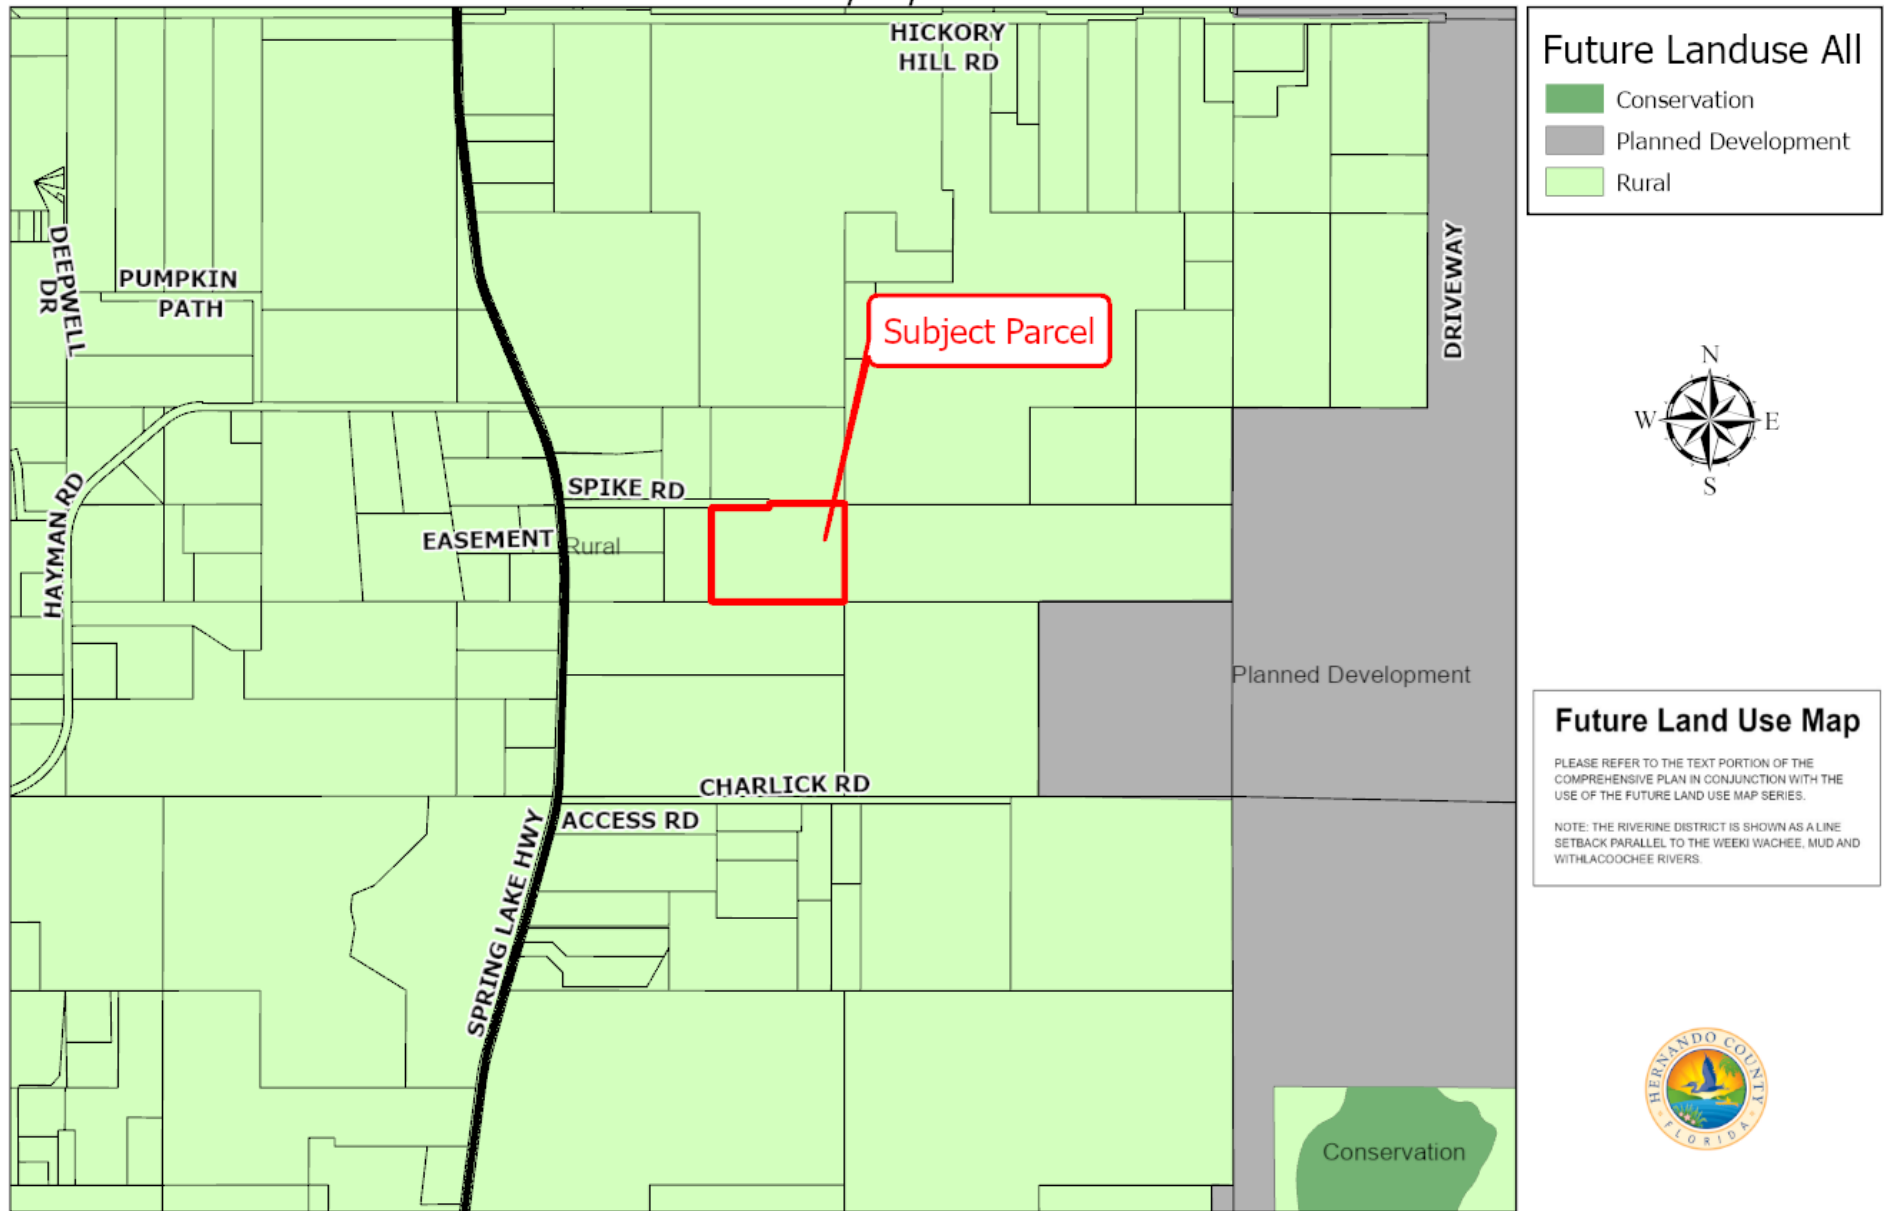 HICKORY
HILL RD
DEEPWELL
DR
PUMPKIN
PATH
DRIVEWAY
Subject Parcel
HAYMAN RD
SPIKE RD
EASEMENT
Rural
Planned Development
CHARLICK RD
ACCESS RD
SPRING LAKE HWY
Conservation
Future Landuse All
Conservation
Planned Development
Rural
N
W E
S
Future Land Use Map
PLEASE REFER TO THE TEXT PORTION OF THE
COMPREHENSIVE PLAN IN CONJUNCTION WITH THE
USE OF THE FUTURE LAND USE MAP SERIES.
NOTE: THE RIVERINE DISTRICT IS SHOWN AS A LINE
SETBACK PARALLEL TO THE WEEKI WACHEE, MUD AND
WITHLACOOCHEE RIVERS.
HERNANDO COUNTY
FLORIDA